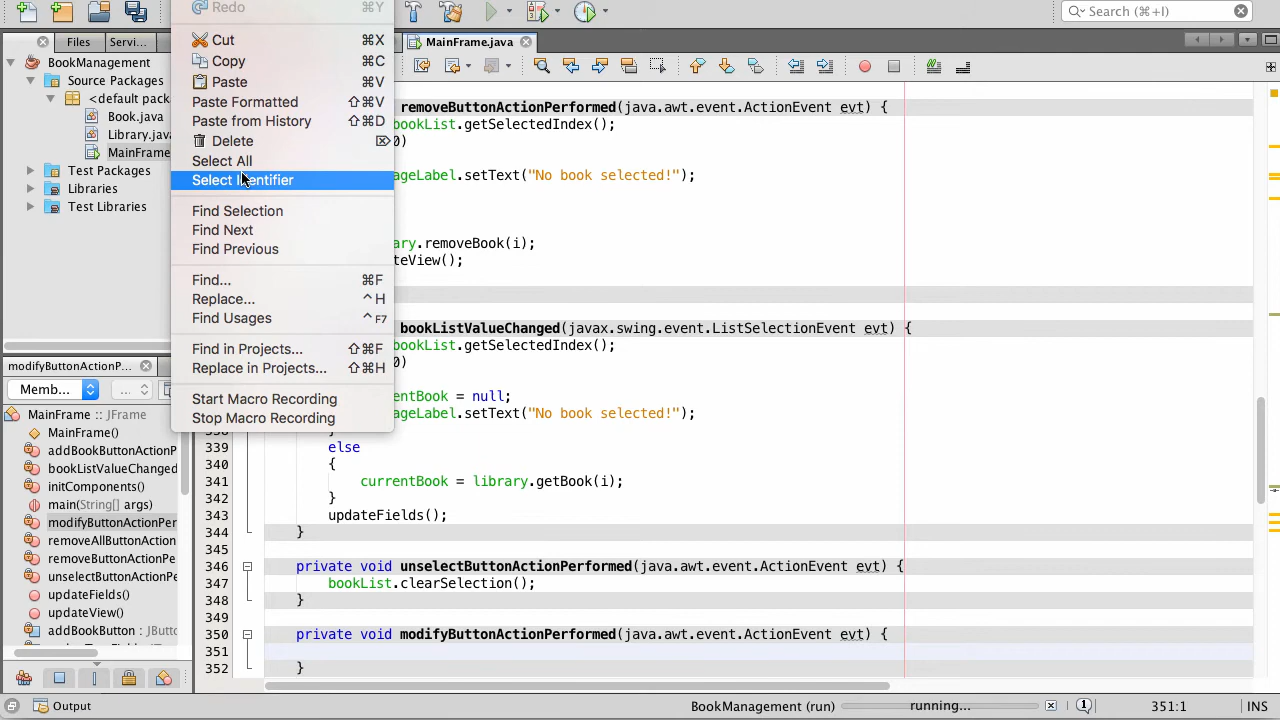 Redo ⌘Y
Search (⌘+I)
Files Servi... MainFrame.java
Cut ⌘X
Copy ⌘C
Paste ⌘V
Paste Formatted ⇧⌘V
Paste from History ⇧⌘D
Delete ⌦
Select All
Select Identifier
Find Selection
Find Next
Find Previous
Find... ⌘F
Replace... ^H
Find Usages ^F7
Find in Projects... ⇧⌘F
Replace in Projects... ⇧⌘H
Start Macro Recording
Stop Macro Recording
BookManagement
Source Packages
<default pack
Book.java
Library.java
MainFrame
Test Packages
Libraries
Test Libraries
modifyButtonActionP...
Memb... ...
MainFrame :: JFrame
MainFrame()
addBookButtonActionP
bookListValueChanged
initComponents()
main(String[] args)
modifyButtonActionPer
removeAllButtonAction
removeButtonActionPe
unselectButtonActionPe
updateFields()
updateView()
addBookButton : JButto
removeButtonActionPerformed(java.awt.event.ActionEvent evt) {
bookList.getSelectedIndex();
0)
ageLabel.setText("No book selected!");
ary.removeBook(i);
teView();
bookListValueChanged(javax.swing.event.ListSelectionEvent evt) {
bookList.getSelectedIndex();
0)
entBook = null;
ageLabel.setText("No book selected!");
338 }
339 else
340 {
341 currentBook = library.getBook(i);
342 }
343 updateFields();
344 }
345
346 private void unselectButtonActionPerformed(java.awt.event.ActionEvent evt) {
347 bookList.clearSelection();
348 }
349
350 private void modifyButtonActionPerformed(java.awt.event.ActionEvent evt) {
351
352 }
Output BookManagement (run) running... 1 351:1 INS